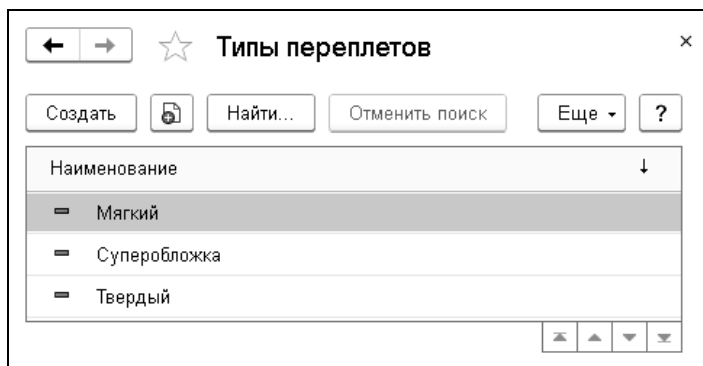 Типы переплетов
Создать Найти... Отменить поиск Еще ?
Наименование
Мягкий
Суперобложка
Твердый